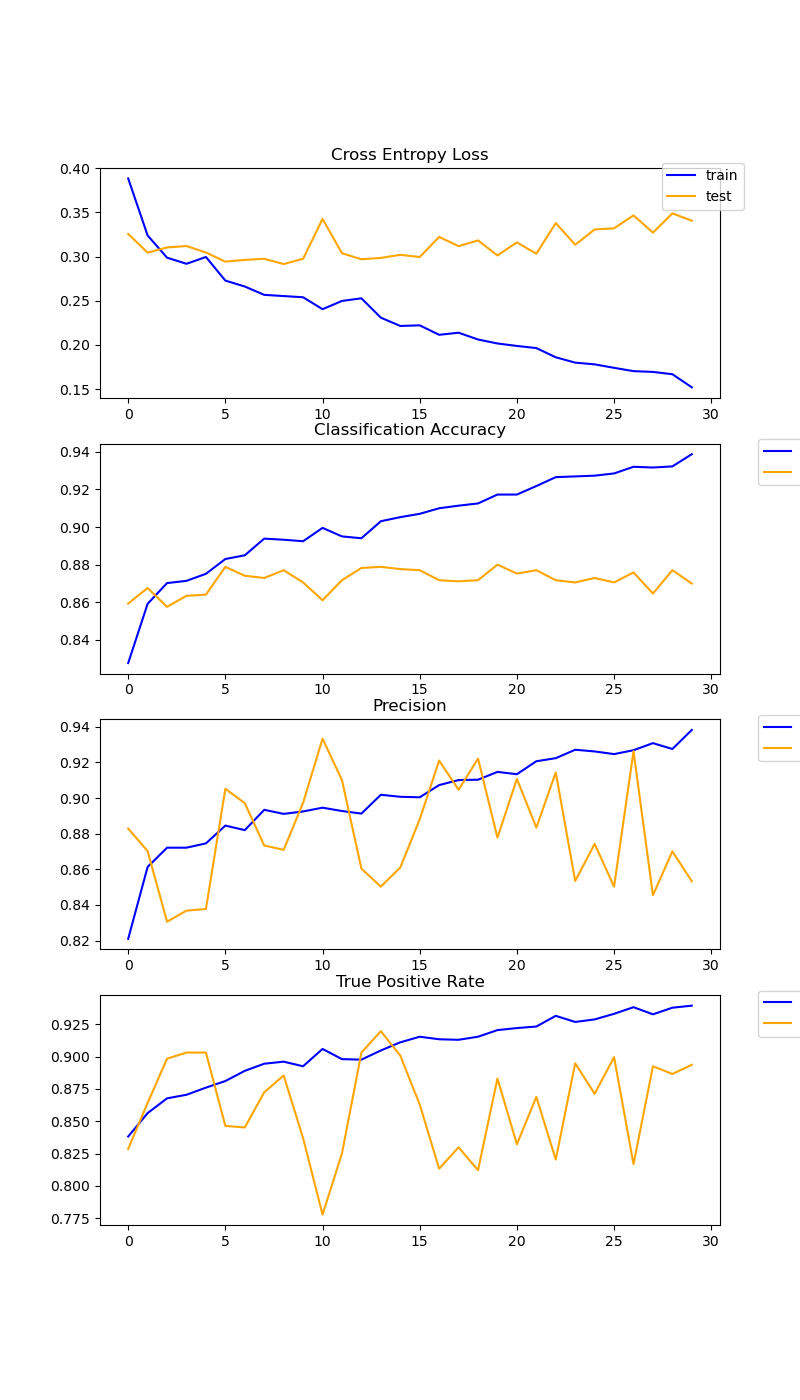 Cross Entropy Loss
0.40
0.35
0.30
0.25
0.20
0.15
train
test
0 5 10 15 20 25 30
Classification Accuracy
0.94
0.92
0.90
0.88
0.86
0.84
0 5 10 15 20 25 30
Precision
0.94
0.92
0.90
0.88
0.86
0.84
0.82
0 5 10 15 20 25 30
True Positive Rate
0.925
0.900
0.875
0.850
0.825
0.800
0.775
0 5 10 15 20 25 30